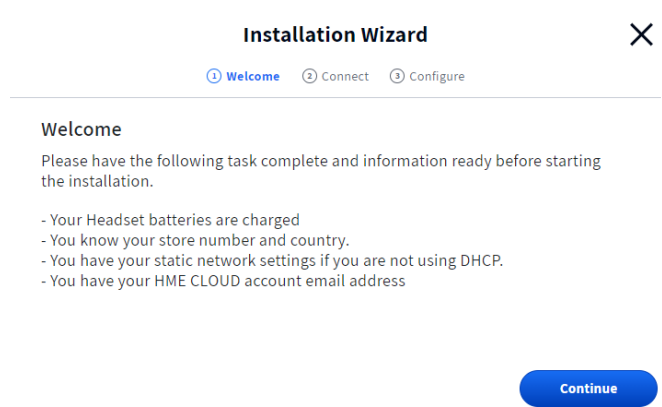 Installation Wizard
1 Welcome 2 Connect 3 Configure
Welcome
Please have the following task complete and information ready before starting
the installation.
- Your Headset batteries are charged
- You know your store number and country.
- You have your static network settings if you are not using DHCP.
- You have your HME CLOUD account email address
Continue